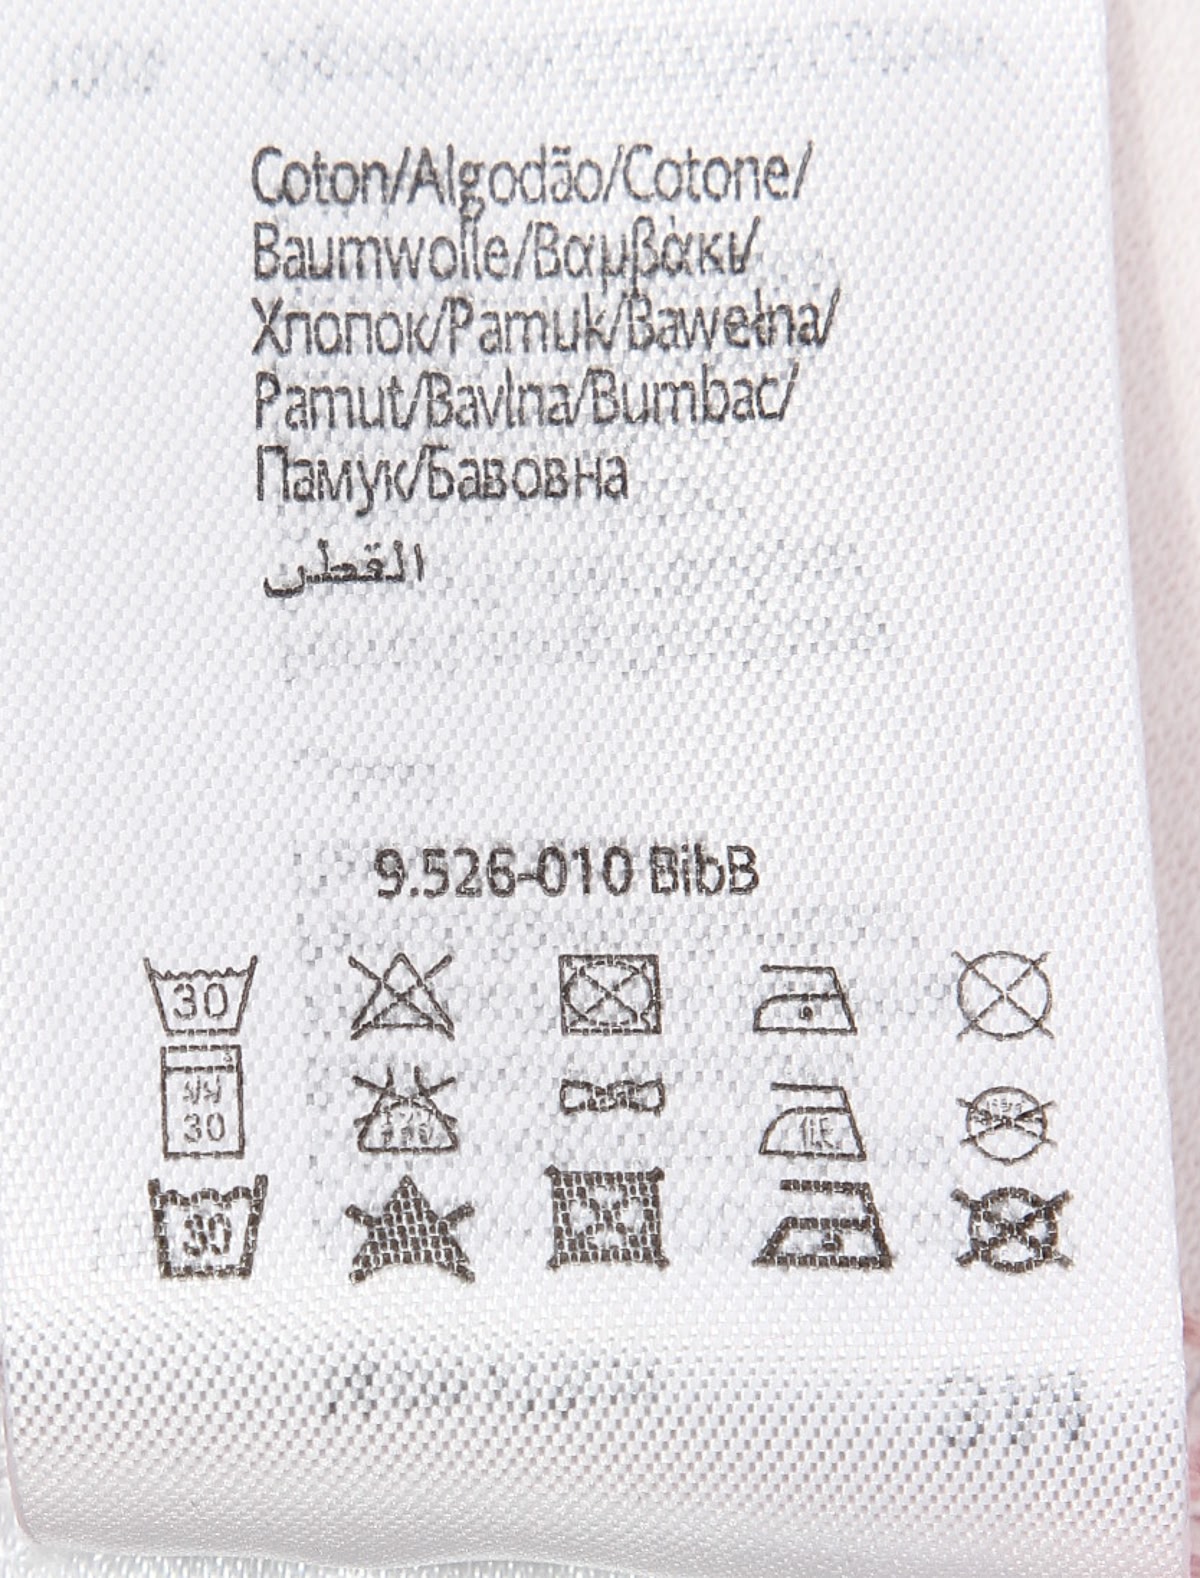 Coton/Algodão/Cotone/
Baumwolle/Βαμβάκι/
Хлопок/Pamuk/Bawełna/
Pamut/Bavlna/Bumbac/
Памук/Бавовна
القطن
9.526-010 BibB
30
30
30